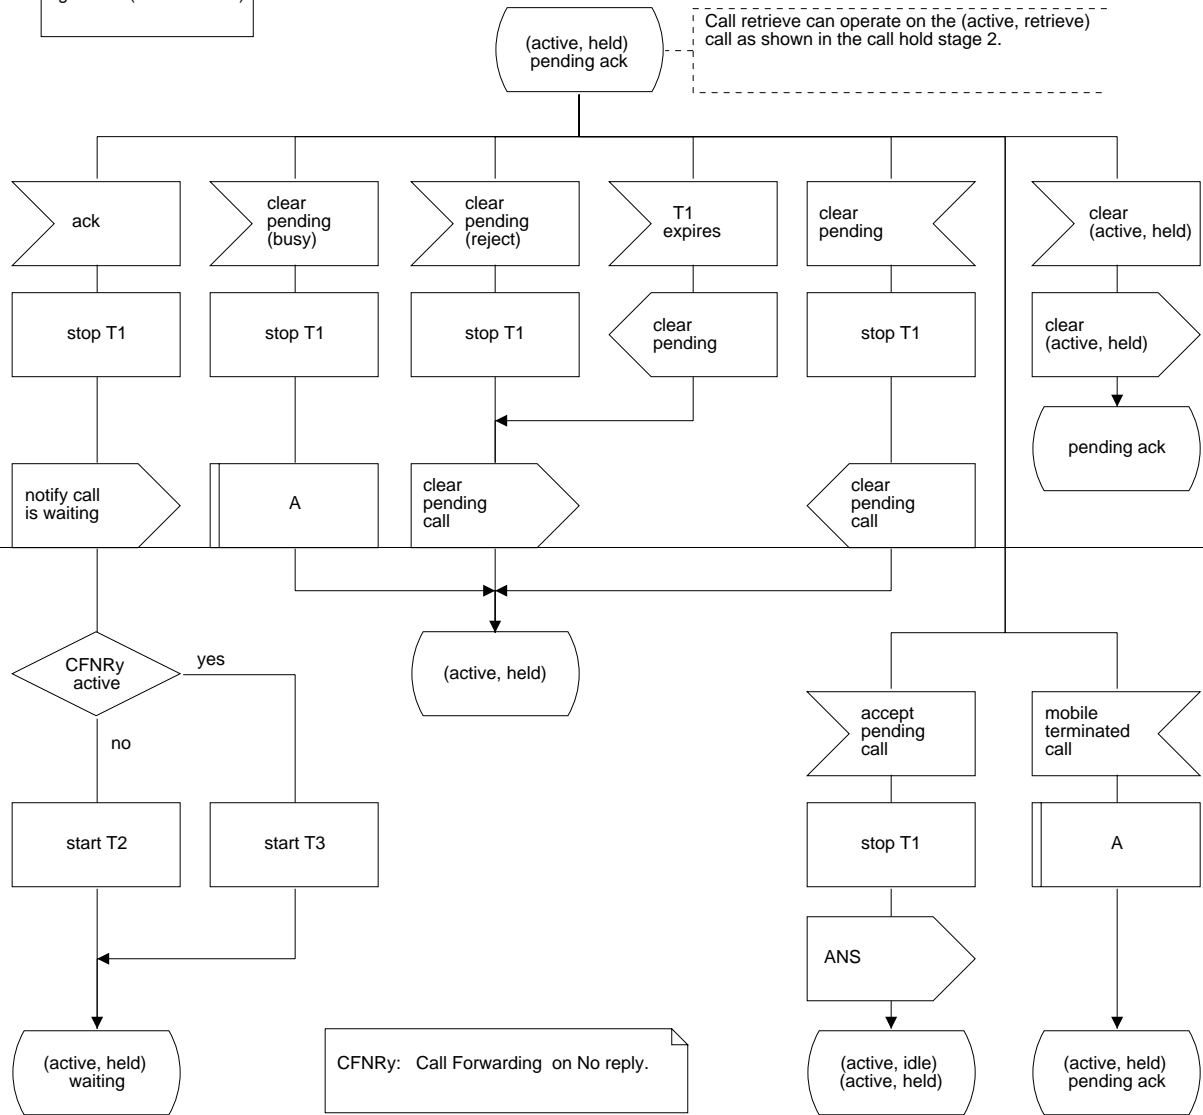 (active, held)
pending ack
Call retrieve can operate on the (active, retrieve)
call as shown in the call hold stage 2.
ack
clear
pending
(busy)
clear
pending
(reject)
T1
expires
clear
pending
clear
(active, held)
stop T1
stop T1
stop T1
clear
pending
stop T1
clear
(active, held)
pending ack
notify call
is waiting
A
clear
pending
call
clear
pending
call
CFNRy
active
yes
no
(active, held)
accept
pending
call
mobile
terminated
call
start T2
start T3
stop T1
A
ANS
(active, held)
waiting
CFNRy: Call Forwarding on No reply.
(active, idle)
(active, held)
(active, held)
pending ack